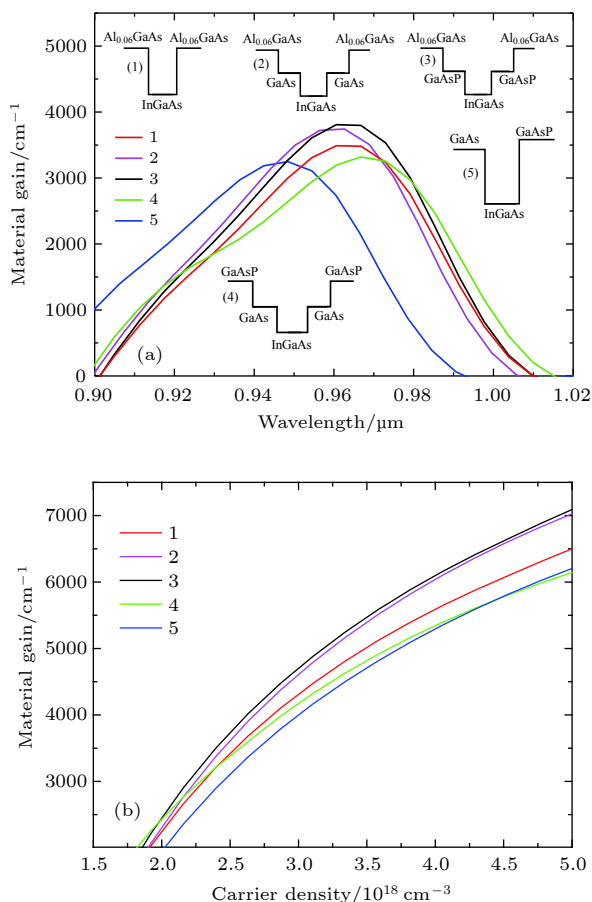 5000
4000
3000
2000
1000
0
Material gain/cm⁻¹
Al₀.₀₆GaAs Al₀.₀₆GaAs
(1)
InGaAs
Al₀.₀₆GaAs Al₀.₀₆GaAs
(2)
GaAs GaAs
InGaAs
Al₀.₀₆GaAs Al₀.₀₆GaAs
(3)
GaAsP GaAsP
InGaAs
1
2
3
4
5
GaAs GaAsP
(5)
InGaAs
GaAsP GaAsP
(4)
GaAs GaAs
InGaAs
(a)
0.90 0.92 0.94 0.96 0.98 1.00 1.02
Wavelength/µm
7000
6000
5000
4000
3000
Material gain/cm⁻¹
1
2
3
4
5
(b)
1.5 2.0 2.5 3.0 3.5 4.0 4.5 5.0
Carrier density/10¹⁸ cm⁻³